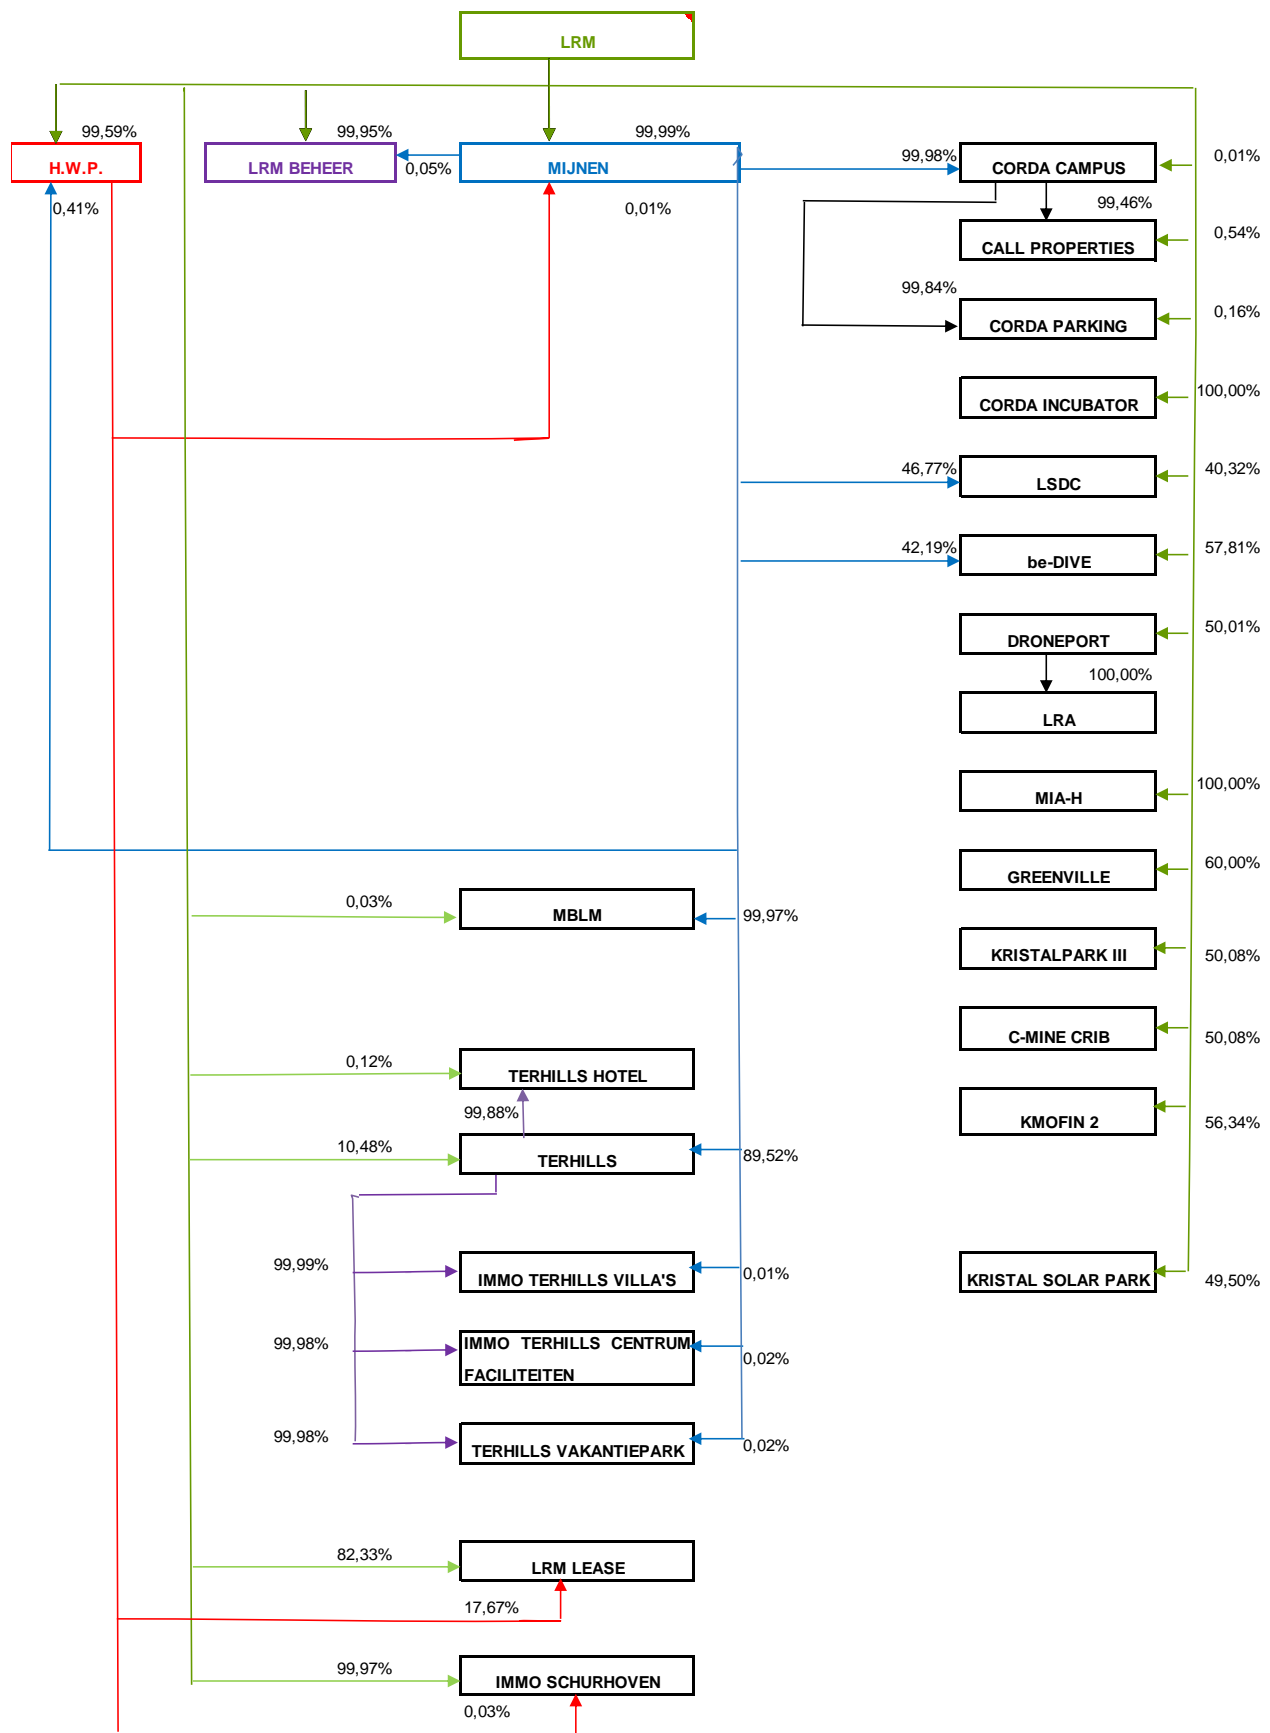 LRM
99,59%
99,95%
99,99%
H.W.P.
LRM BEHEER
0,05%
MIJNEN
99,98%
CORDA CAMPUS
0,01%
0,41%
0,01%
99,46%
CALL PROPERTIES
0,54%
99,84%
CORDA PARKING
0,16%
CORDA INCUBATOR
100,00%
46,77%
LSDC
40,32%
42,19%
be-DIVE
57,81%
DRONEPORT
50,01%
100,00%
LRA
MIA-H
100,00%
GREENVILLE
60,00%
0,03%
MBLM
99,97%
KRISTALPARK III
50,08%
C-MINE CRIB
50,08%
0,12%
TERHILLS HOTEL
99,88%
KMOFIN 2
56,34%
10,48%
TERHILLS
89,52%
99,99%
IMMO TERHILLS VILLA'S
0,01%
KRISTAL SOLAR PARK
49,50%
99,98%
IMMO TERHILLS CENTRUM
FACILITEITEN
0,02%
99,98%
TERHILLS VAKANTIEPARK
0,02%
82,33%
LRM LEASE
17,67%
99,97%
IMMO SCHURHOVEN
0,03%